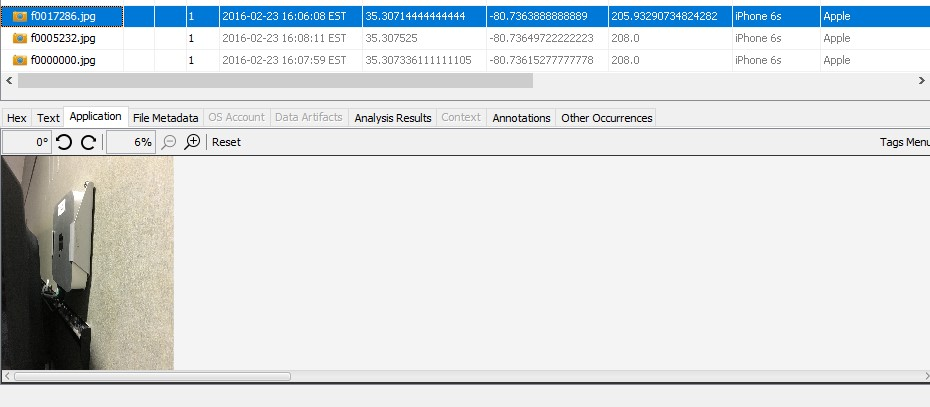 f0017286.jpg 1 2016-02-23 16:06:08 EST 35.30714444444444 -80.7363888888889 205.93290734824282 iPhone 6s Apple
f0005232.jpg 1 2016-02-23 16:08:11 EST 35.307525 -80.73649722222223 208.0 iPhone 6s Apple
f0000000.jpg 1 2016-02-23 16:07:59 EST 35.307336111111105 -80.73615277777778 208.0 iPhone 6s Apple
Hex Text Application File Metadata OS Account Data Artifacts Analysis Results Context Annotations Other Occurrences
0° 6% Reset Tags Menu